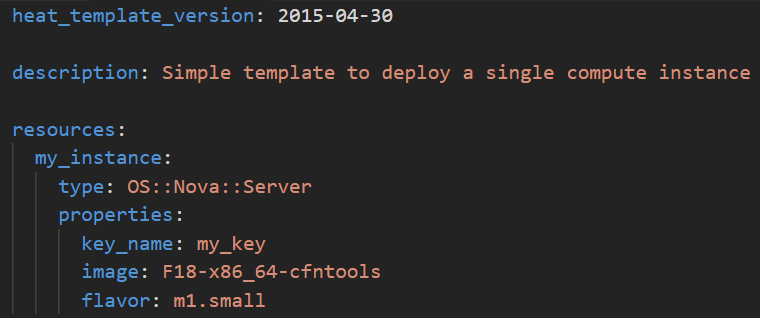 heat_template_version: 2015-04-30
description: Simple template to deploy a single compute instance
resources:
my_instance:
type: OS::Nova::Server
properties:
key_name: my_key
image: F18-x86_64-cfntools
flavor: m1.small